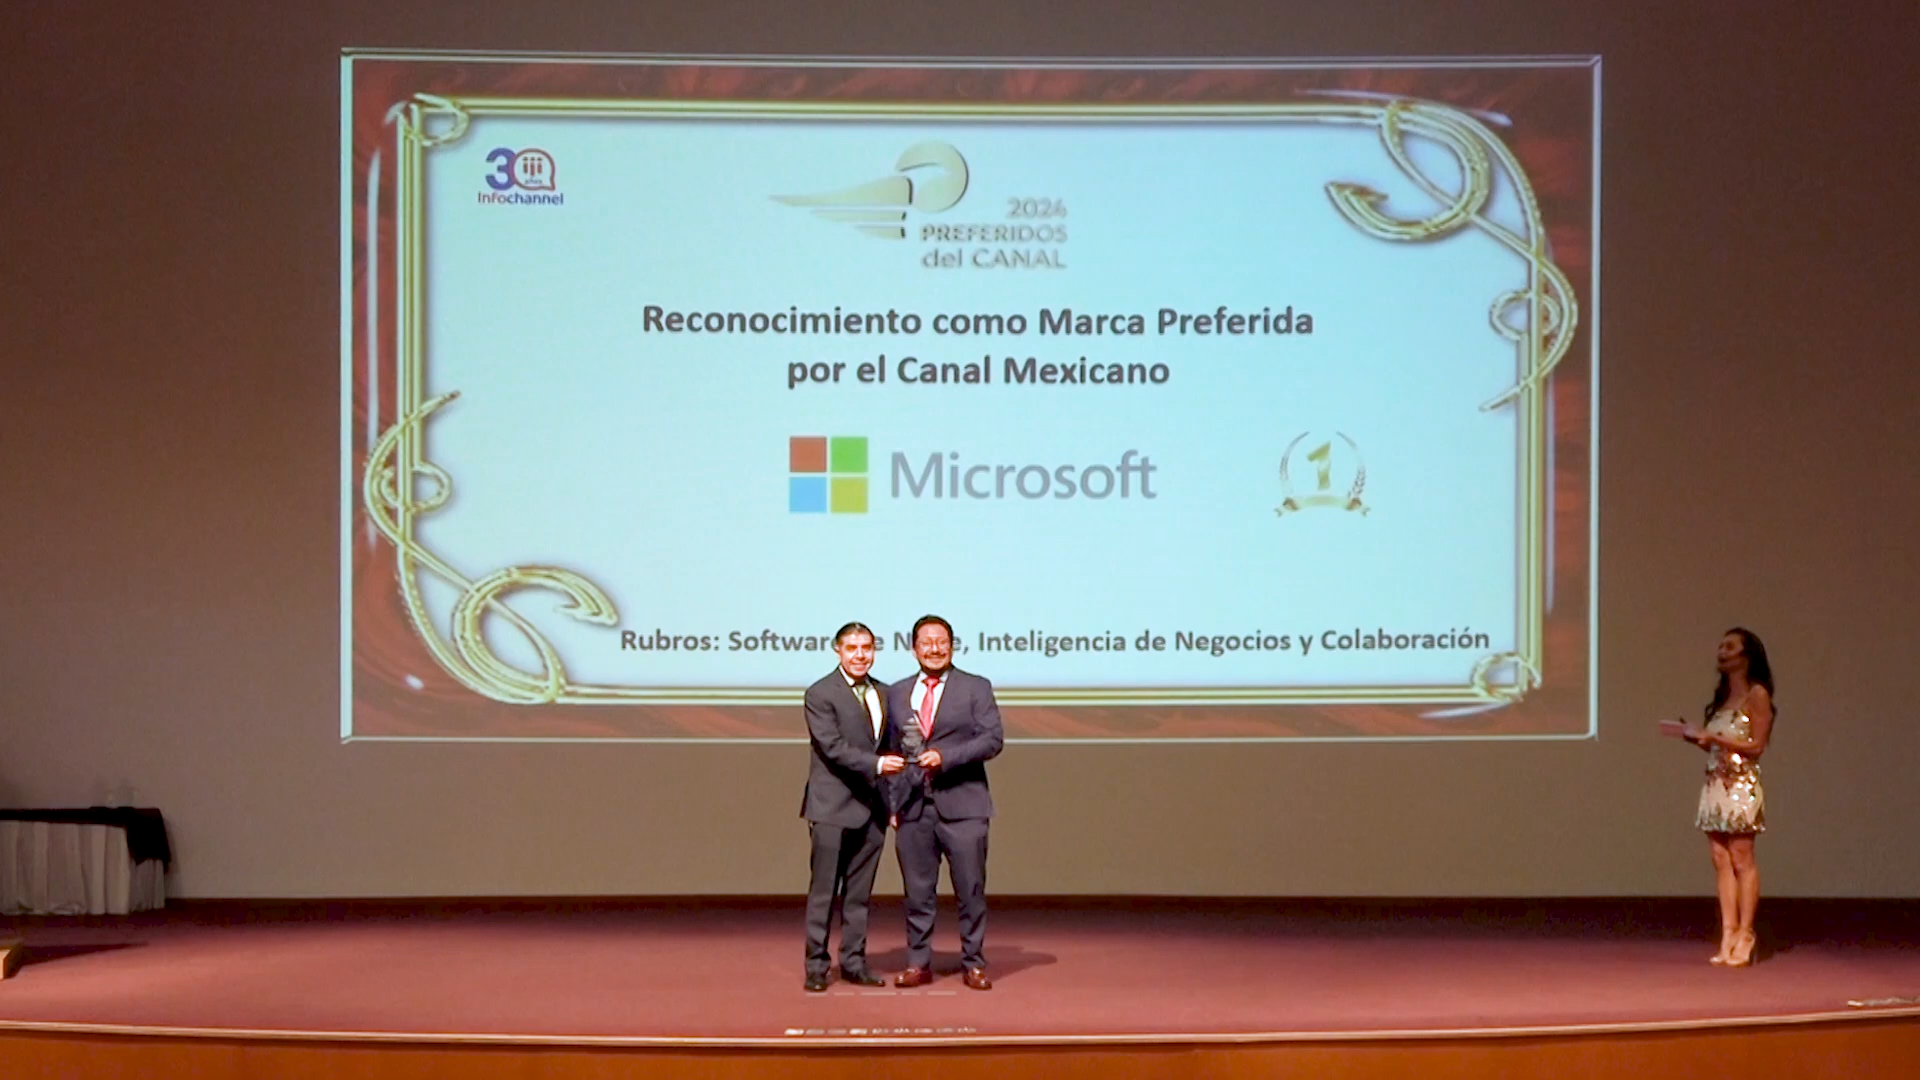 30
años
Infochannel
2024
PREFERIDOS
del CANAL
Reconocimiento como Marca Preferida
por el Canal Mexicano
Microsoft
1
Rubros: Software e N e, Inteligencia de Negocios y Colaboración